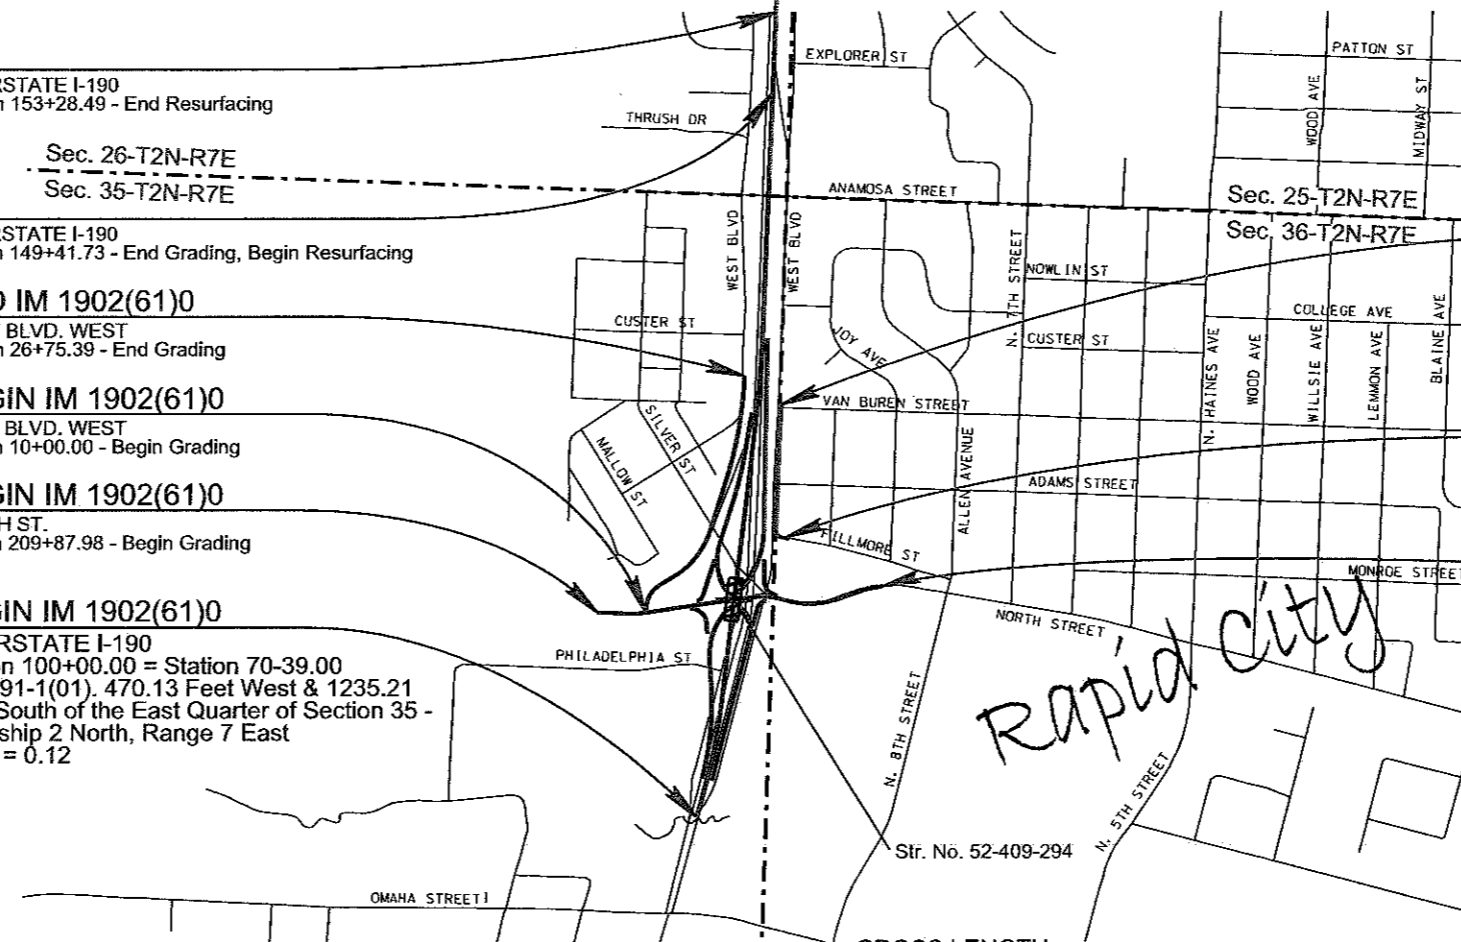 RSTATE I-190
153+28.49 - End Resurfacing
Sec. 26-T2N-R7E
Sec. 35-T2N-R7E
RSTATE I-190
149+41.73 - End Grading, Begin Resurfacing
IM 1902(61)0
BLVD. WEST
26+75.39 - End Grading
GIN IM 1902(61)0
BLVD. WEST
10+00.00 - Begin Grading
GIN IM 1902(61)0
H ST.
209+87.98 - Begin Grading
GIN IM 1902(61)0
RSTATE I-190
on 100+00.00 = Station 70-39.00
91-1(01). 470.13 Feet West & 1235.21
South of the East Quarter of Section 35 -
ship 2 North, Range 7 East
= 0.12
EXPLORER ST
PATTON ST
THRUSH DR
WOOD AVE
MIDWAY ST
ANAMOSA STREET
Sec. 25-T2N-R7E
Sec. 36-T2N-R7E
WEST BLVD
WEST BLVD
N. 7TH STREET
NOWLIN ST
COLLEGE AVE
CUSTER ST
JOY AVE
CUSTER ST
N. HAINES AVE
WOOD AVE
WILLSIE AVE
LEMMON AVE
BLAINE AVE
VAN BUREN STREET
SILVER ST
MALLOW ST
ALLEN AVENUE
ADAMS STREET
FILLMORE ST
MONROE STREET
NORTH STREET
Rapid City
PHILADELPHIA ST
N. 8TH STREET
N. 5TH STREET
Str. No. 52-409-294
OMAHA STREET